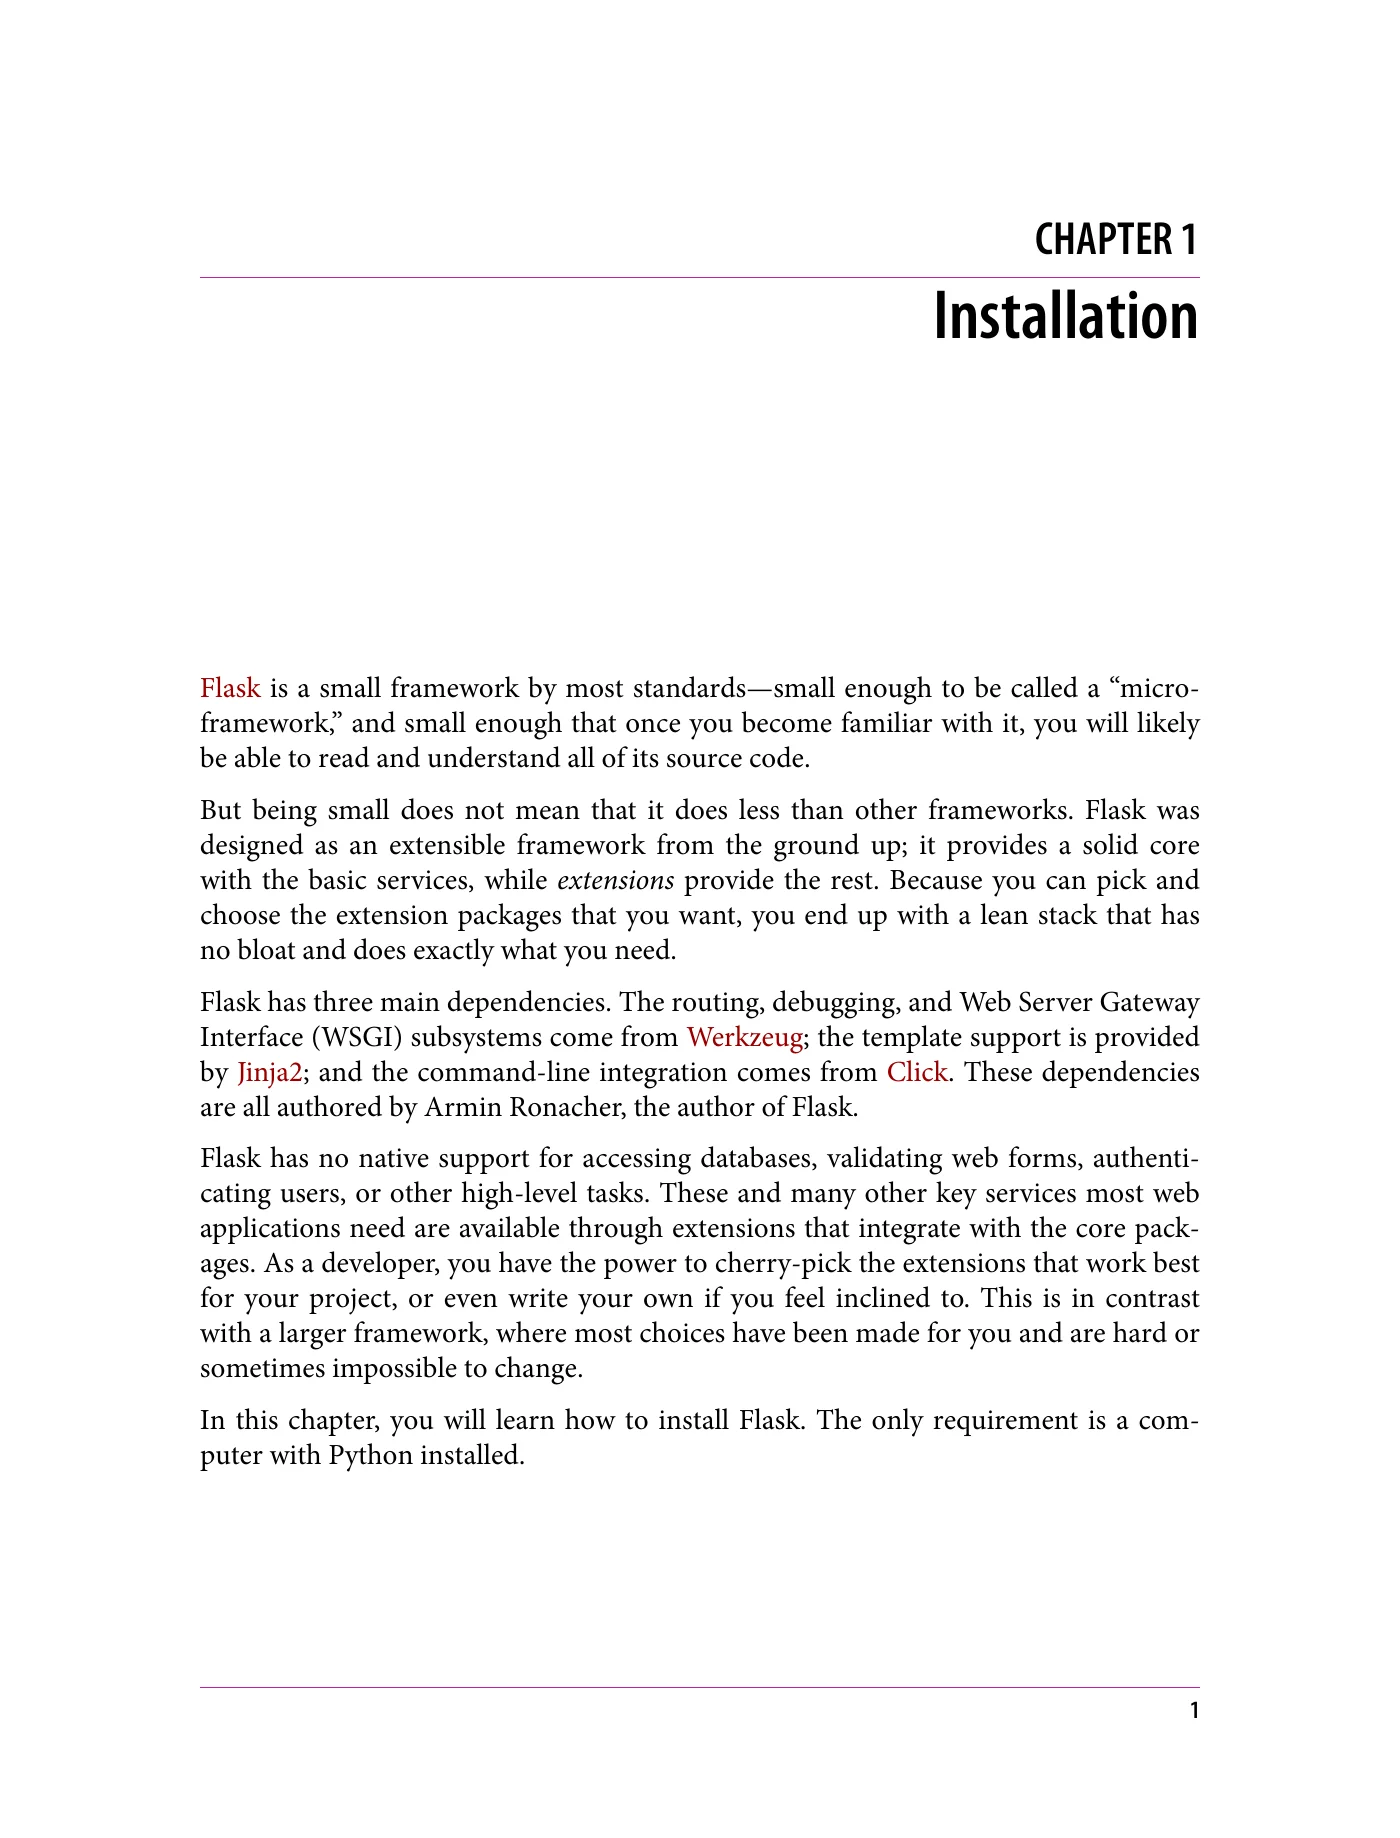 CHAPTER 1
Installation
Flask is a small framework by most standards—small enough to be called a “micro-
framework,” and small enough that once you become familiar with it, you will likely
be able to read and understand all of its source code.
But being small does not mean that it does less than other frameworks. Flask was
designed as an extensible framework from the ground up; it provides a solid core
with the basic services, while extensions provide the rest. Because you can pick and
choose the extension packages that you want, you end up with a lean stack that has
no bloat and does exactly what you need.
Flask has three main dependencies. The routing, debugging, and Web Server Gateway
Interface (WSGI) subsystems come from Werkzeug; the template support is provided
by Jinja2; and the command-line integration comes from Click. These dependencies
are all authored by Armin Ronacher, the author of Flask.
Flask has no native support for accessing databases, validating web forms, authenti-
cating users, or other high-level tasks. These and many other key services most web
applications need are available through extensions that integrate with the core pack-
ages. As a developer, you have the power to cherry-pick the extensions that work best
for your project, or even write your own if you feel inclined to. This is in contrast
with a larger framework, where most choices have been made for you and are hard or
sometimes impossible to change.
In this chapter, you will learn how to install Flask. The only requirement is a com-
puter with Python installed.
1